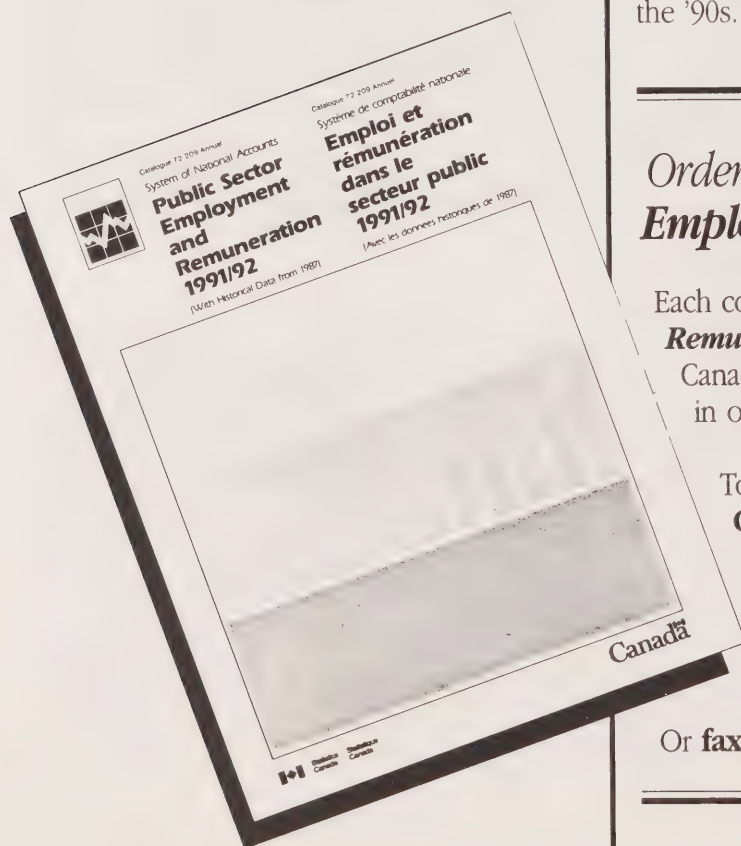 the '90s.
Catalogue 72 209 Annuel
System of National Accounts
Public Sector
Employment
and
Remuneration
1991/92
(With Historical Data from 1987)
Catalogue 72 209 Annuel
Système de comptabilité nationale
Emploi et
rémunération
dans le
secteur public
1991/92
(Avec les données historiques de 1987)
Canada
Statistics Statistique
Canada Canada
Order
Emplo
Each co
Remu
Cana
in o
To
Or fax